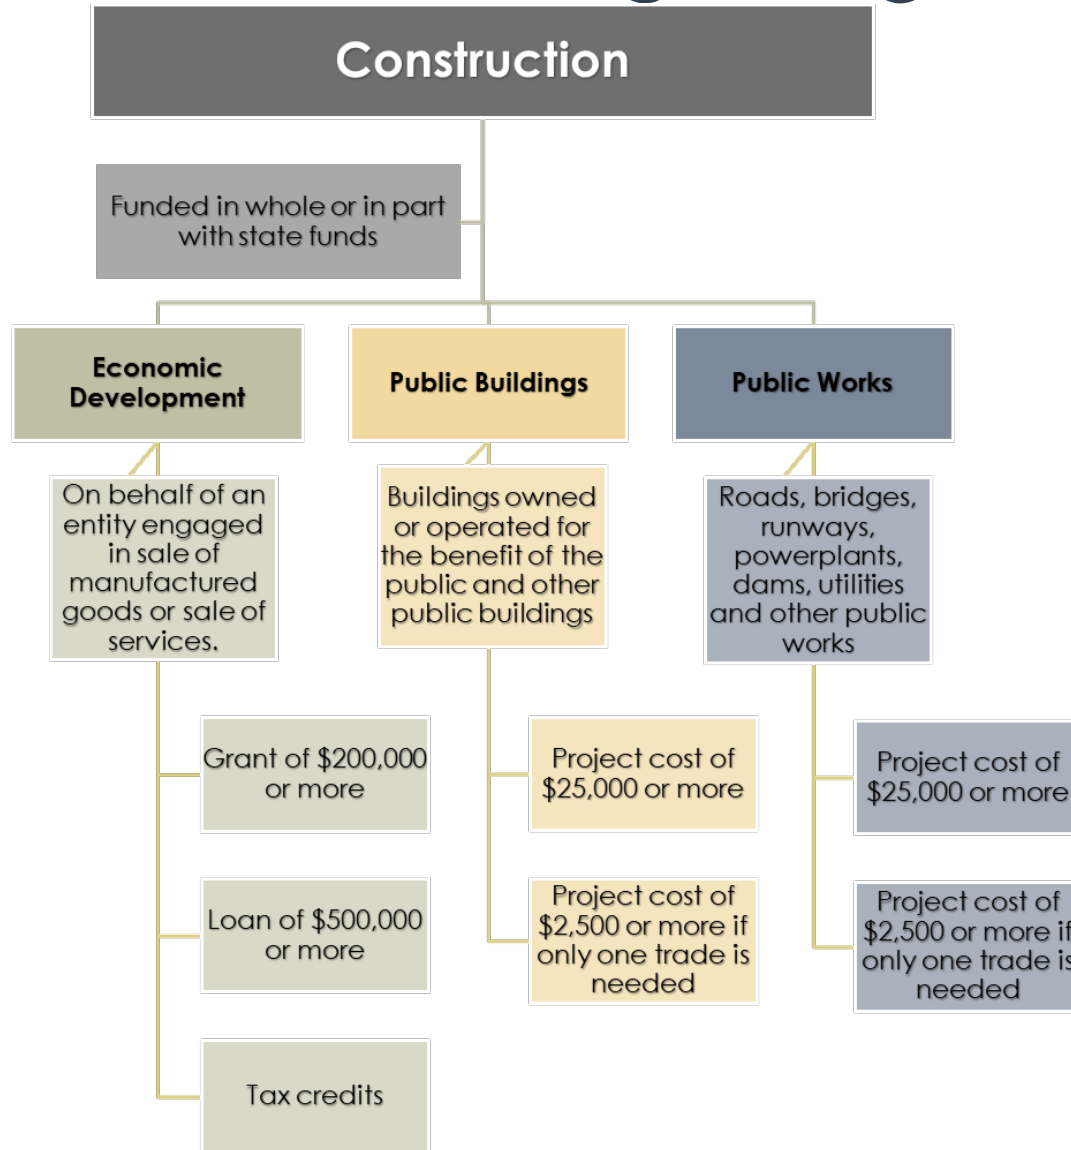 Construction
Funded in whole or in part
with state funds
Economic
Development
Public Buildings
Public Works
On behalf of an
entity engaged
in sale of
manufactured
goods or sale of
services.
Buildings owned
or operated for
the benefit of the
public and other
public buildings
Roads, bridges,
runways,
powerplants,
dams, utilities
and other public
works
Grant of $200,000
or more
Project cost of
$25,000 or more
Project cost of
$25,000 or more
Loan of $500,000
or more
Project cost of
$2,500 or more if
only one trade is
needed
Project cost of
$2,500 or more if
only one trade is
needed
Tax credits